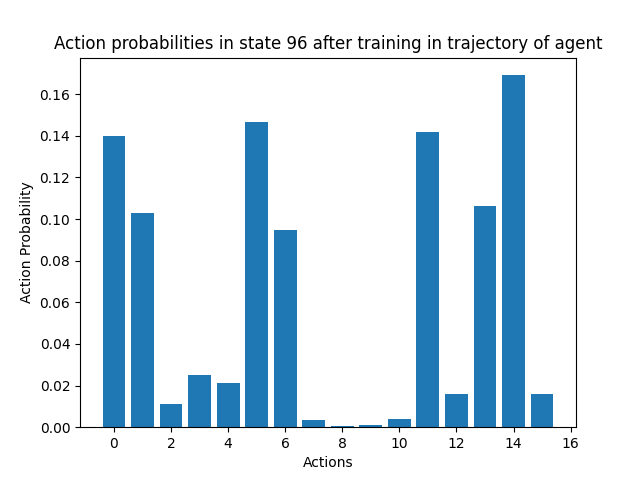 Action probabilities in state 96 after training in trajectory of agent
0.16
0.14
0.12
0.10
0.08
0.06
0.04
0.02
0.00
Action Probability
0 2 4 6 8 10 12 14 16
Actions